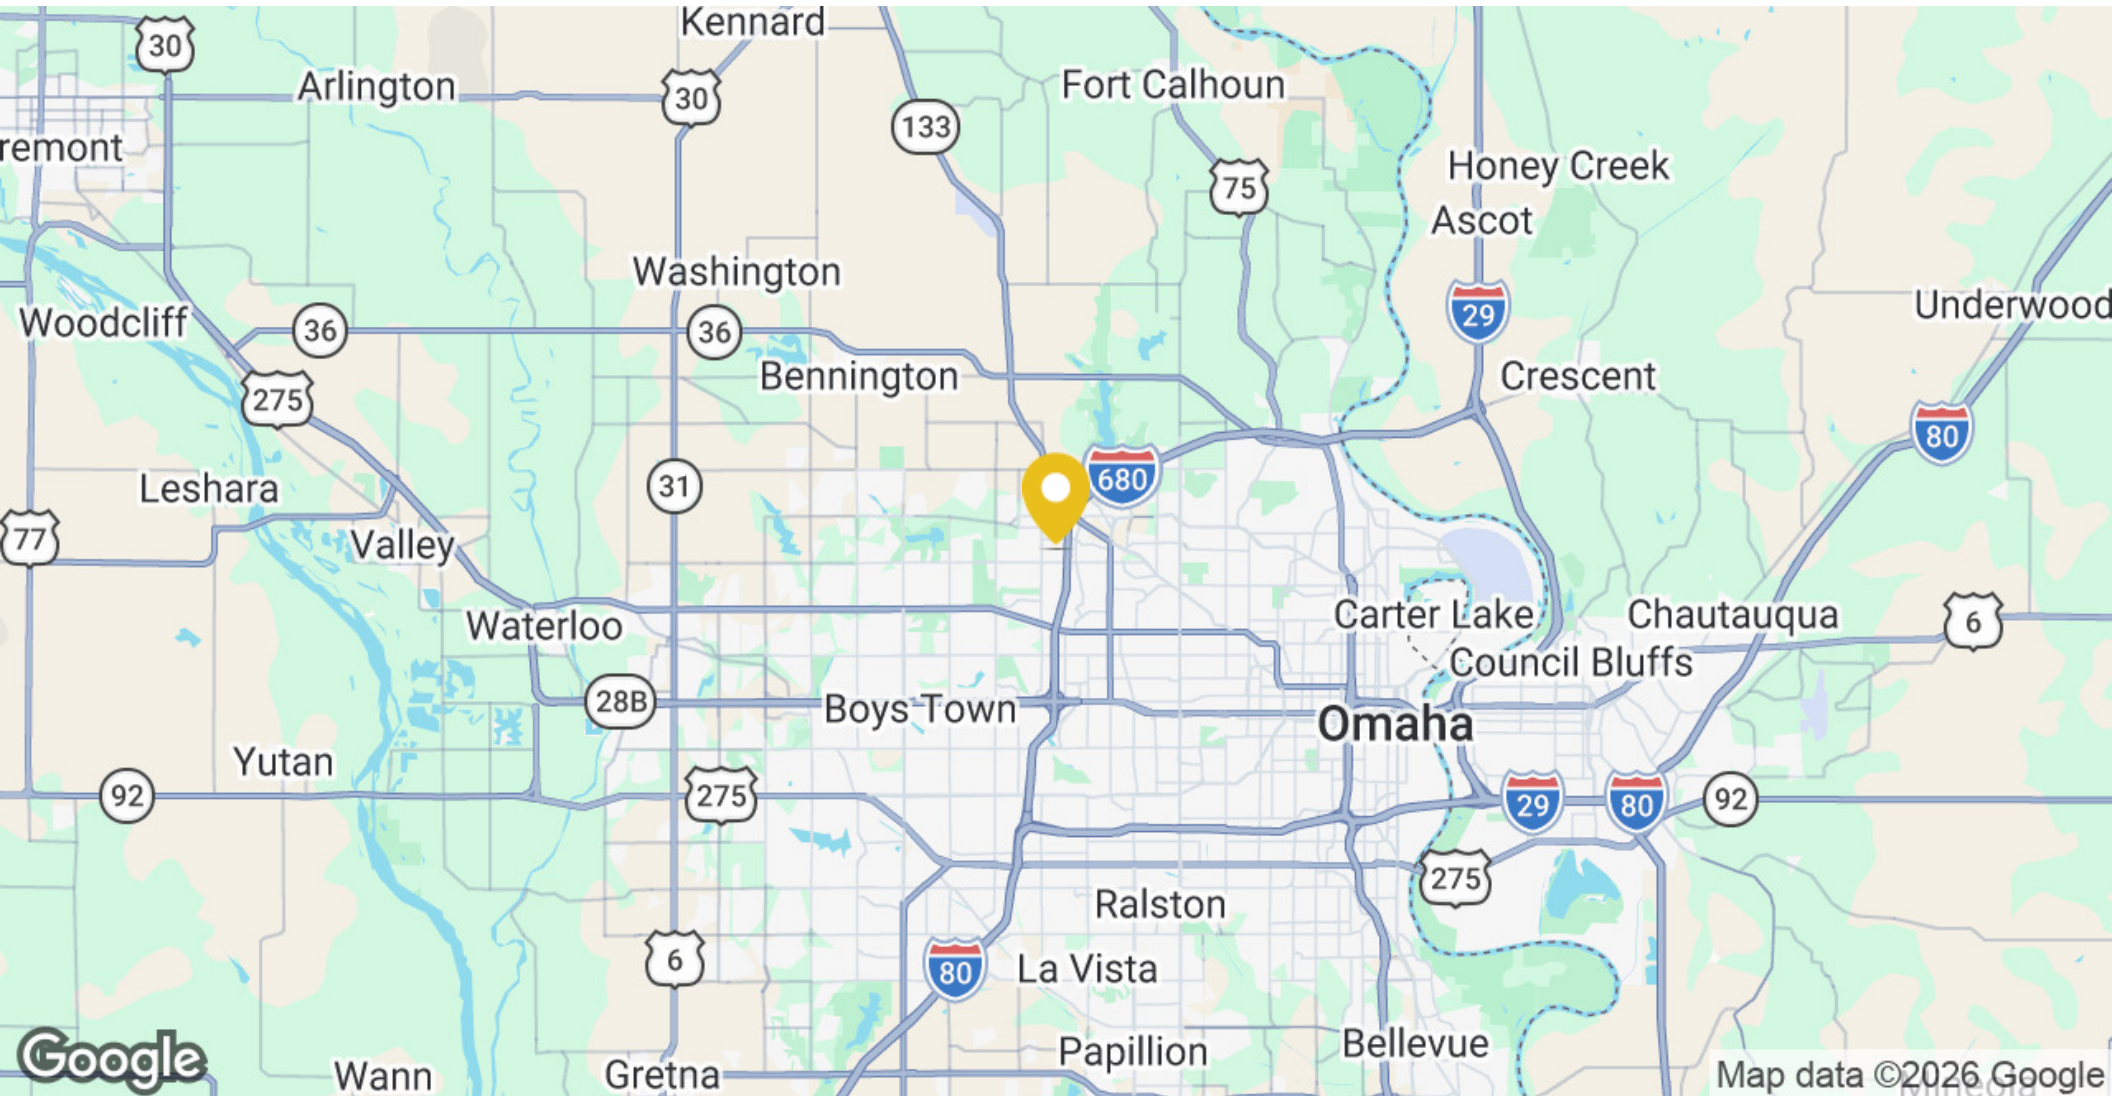 Kennard
30
Arlington
30
Fort Calhoun
133
remont
Honey Creek
75
Ascot
Washington
Underwood
29
Woodcliff
36
36
Bennington
Crescent
275
80
680
Leshara
31
77
Valley
Carter Lake
Chautauqua
6
Waterloo
Council Bluffs
28B
Boys Town
Omaha
Yutan
92
275
29
80
92
275
Ralston
6
80
La Vista
Bellevue
Papillion
Google
Wann
Gretna
Map data ©2026 Google
Mineola